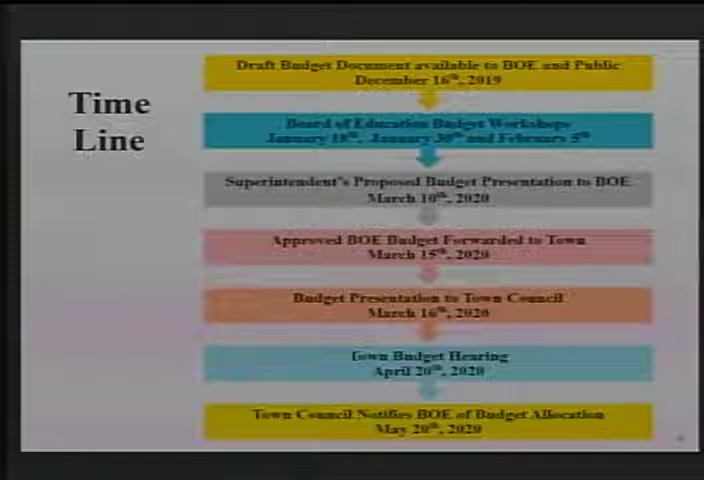 Time
Line
Draft Budget Document available to BOE and Public
December 16th, 2019
Board of Education Budget Workshops
January 18th, January 30th and February 5th
Superintendent's Proposed Budget Presentation to BOE
March 10th, 2020
Approved BOE Budget Forwarded to Town
March 15th, 2020
Budget Presentation to Town Council
March 16th, 2020
Town Budget Hearing
April 20th, 2020
Town Council Notifies BOE of Budget Allocation
May 20th, 2020